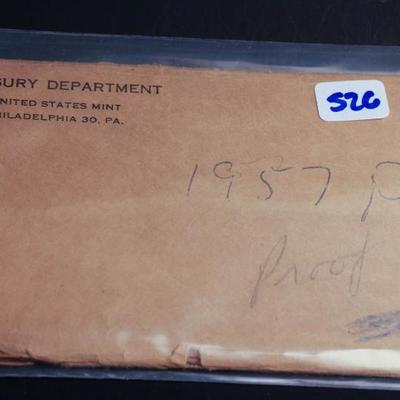 SURY DEPARTMENT
UNITED STATES MINT
PHILADELPHIA 30, PA.
526
1957 P
Proof